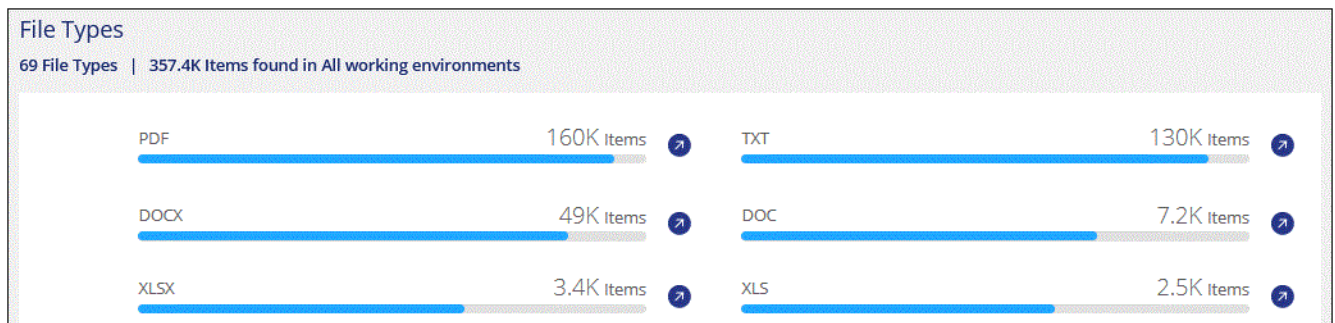 File Types
69 File Types | 357.4K Items found in All working environments
PDF 160K Items TXT 130K Items
DOCX 49K Items DOC 7.2K Items
XLSX 3.4K Items XLS 2.5K Items